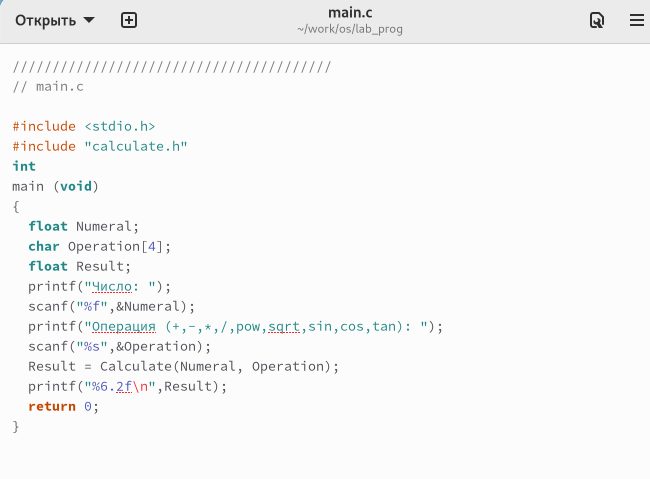 Открыть
main.c
~/work/os/lab_prog
////////////////////////////////////////
// main.c
#include <stdio.h>
#include "calculate.h"
int
main (void)
{
  float Numeral;
  char Operation[4];
  float Result;
  printf("Число: ");
  scanf("%f",&Numeral);
  printf("Операция (+,-,*,/,pow,sqrt,sin,cos,tan): ");
  scanf("%s",&Operation);
  Result = Calculate(Numeral, Operation);
  printf("%6.2f\n",Result);
  return 0;
}